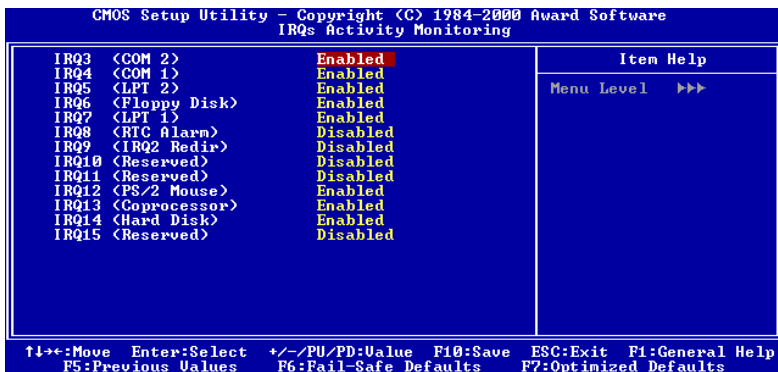 CMOS Setup Utility - Copyright (C) 1984-2000 Award Software
IRQs Activity Monitoring
IRQ3 (COM 2) Enabled
IRQ4 (COM 1) Enabled
IRQ5 (LPT 2) Enabled
IRQ6 (Floppy Disk) Enabled
IRQ7 (LPT 1) Enabled
IRQ8 (RTC Alarm) Disabled
IRQ9 (IRQ2 Redir) Disabled
IRQ10 (Reserved) Disabled
IRQ11 (Reserved) Disabled
IRQ12 (PS/2 Mouse) Enabled
IRQ13 (Coprocessor) Enabled
IRQ14 (Hard Disk) Enabled
IRQ15 (Reserved) Disabled
Item Help
Menu Level ►►►
↑↓→←:Move Enter:Select +/-/PU/PD:Value F10:Save ESC:Exit F1:General Help
F5:Previous Values F6:Fail-Safe Defaults F7:Optimized Defaults